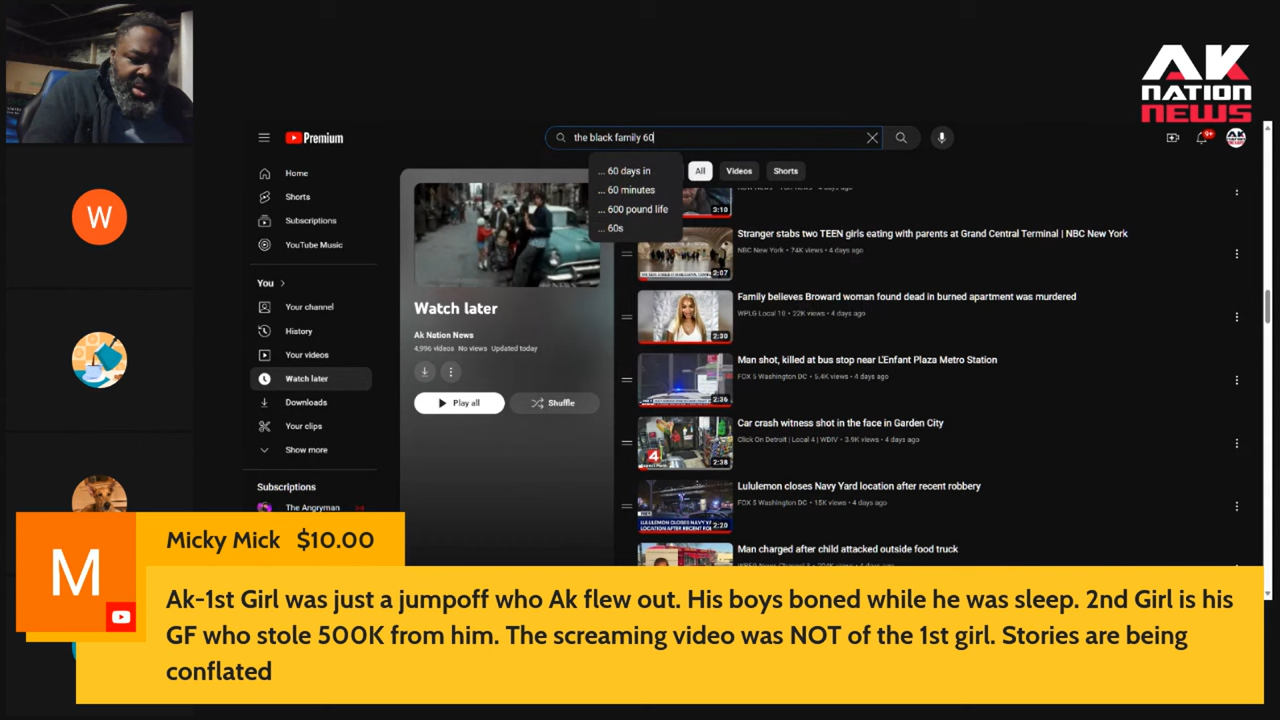 AK
NATION
NEWS
Premium
the black family 60
9+
... 60 days in
... 60 minutes
... 600 pound life
... 60s
All
Videos
Shorts
Home
Shorts
Subscriptions
YouTube Music
You
Your channel
History
Your videos
Watch later
Downloads
Your clips
Show more
Subscriptions
The Angryman
Watch later
Ak Nation News
4,996 videos No views Updated today
Play all
Shuffle
3:10
Stranger stabs two TEEN girls eating with parents at Grand Central Terminal | NBC New York
NBC New York • 74K views • 4 days ago
2:07
Family believes Broward woman found dead in burned apartment was murdered
WPLG Local 10 • 22K views • 4 days ago
2:30
Man shot, killed at bus stop near L'Enfant Plaza Metro Station
FOX 5 Washington DC • 5.4K views • 4 days ago
2:36
Car crash witness shot in the face in Garden City
Click On Detroit | Local 4 | WDIV • 3.9K views • 4 days ago
4
2:38
Lululemon closes Navy Yard location after recent robbery
FOX 5 Washington DC • 15K views • 4 days ago
2:20
Man charged after child attacked outside food truck
W
M
Micky Mick $10.00
Ak-1st Girl was just a jumpoff who Ak flew out. His boys boned while he was sleep. 2nd Girl is his
GF who stole 500K from him. The screaming video was NOT of the 1st girl. Stories are being
conflated